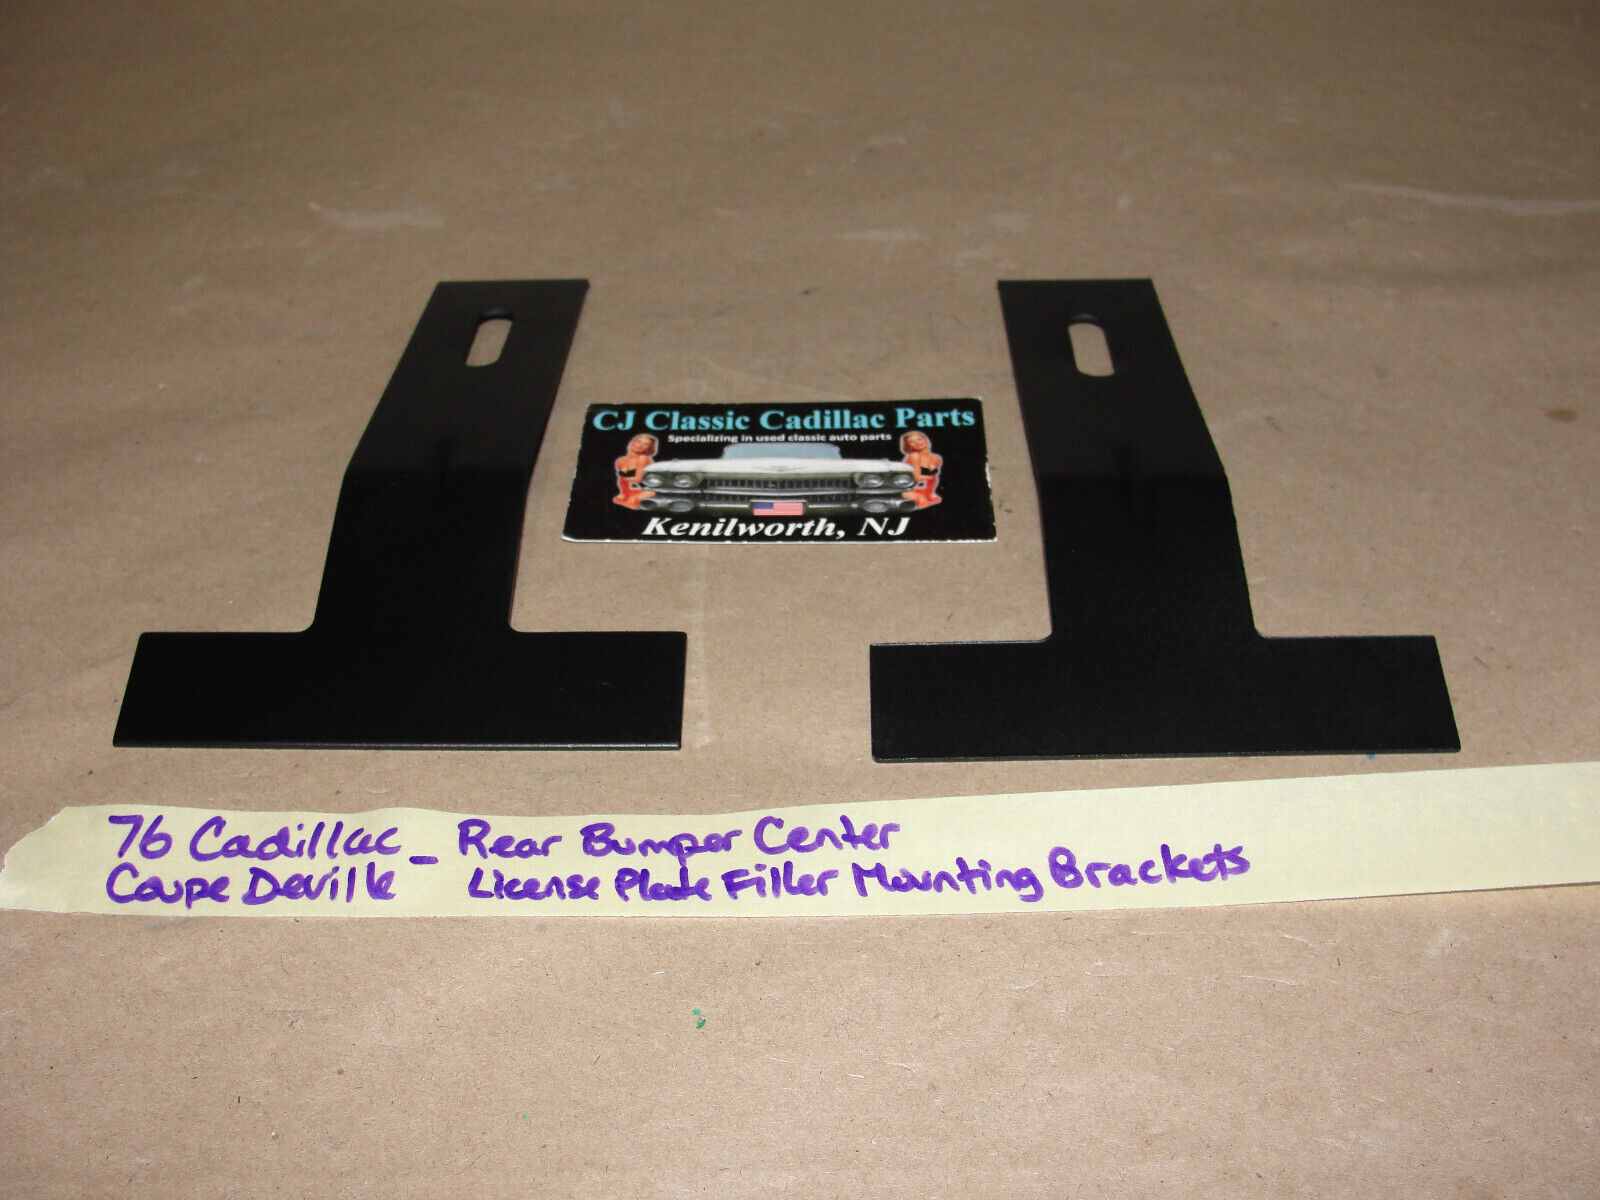 CJ Classic Cadillac Parts
Specializing in used classic auto parts
Kenilworth, NJ
76 Cadillac - Rear Bumper Center
Coupe Deville License Plate Filler Mounting Brackets